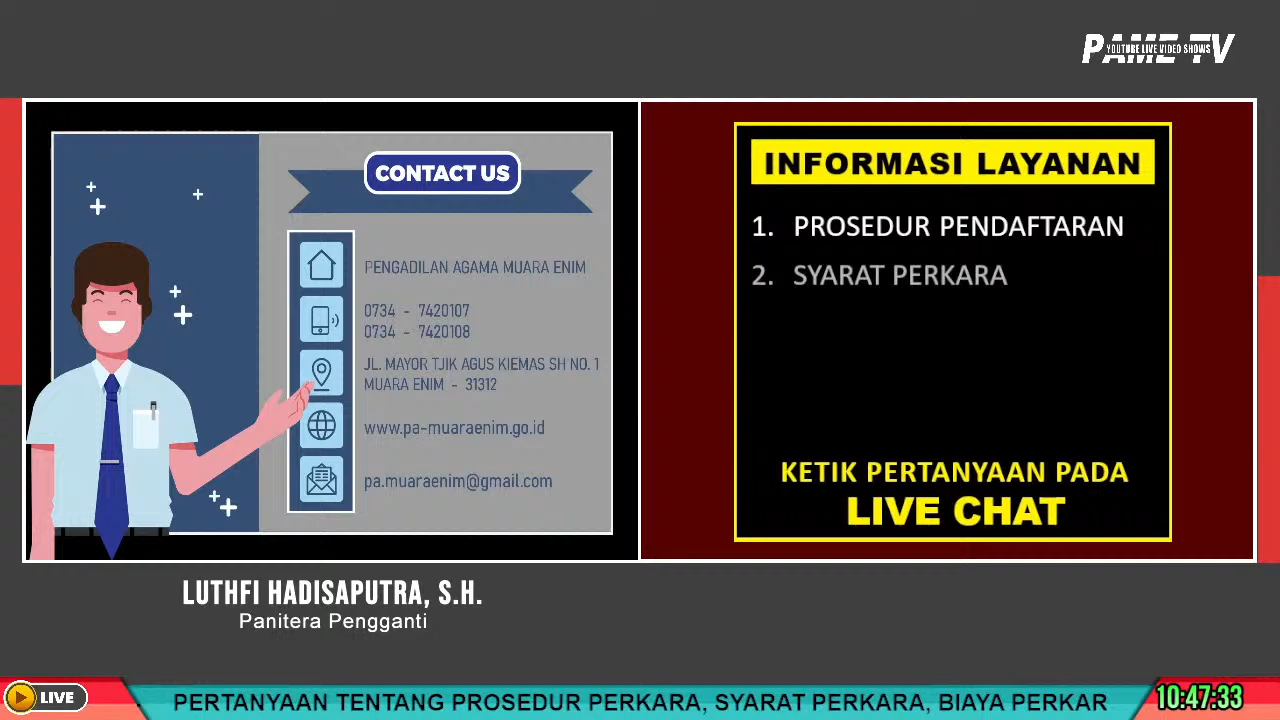 PAME TV
YOUTUBE LIVE VIDEO SHOWS
CONTACT US
PENGADILAN AGAMA MUARA ENIM
0734 - 7420107
0734 - 7420108
JL. MAYOR TJIK AGUS KIEMAS SH NO. 1
MUARA ENIM - 31312
www.pa-muaraenim.go.id
pa.muaraenim@gmail.com
INFORMASI LAYANAN
1. PROSEDUR PENDAFTARAN
2. SYARAT PERKARA
KETIK PERTANYAAN PADA
LIVE CHAT
LUTHFI HADISAPUTRA, S.H.
Panitera Pengganti
LIVE
PERTANYAAN TENTANG PROSEDUR PERKARA, SYARAT PERKARA, BIAYA PERKAR
10:47:33